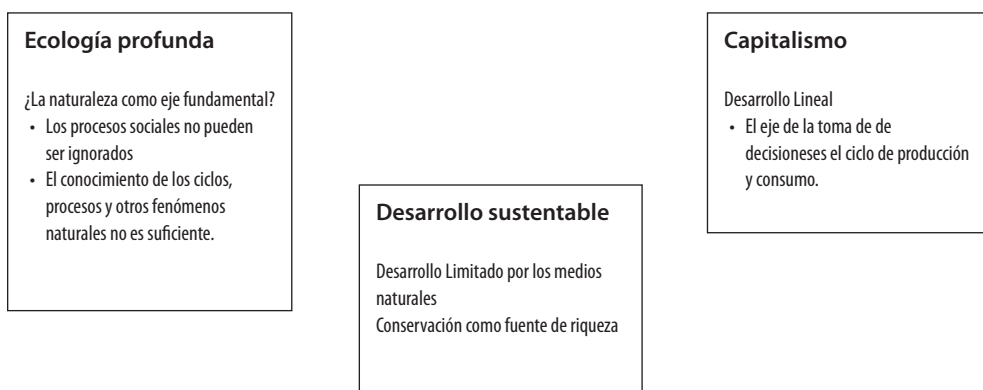 Ecología profunda
¿La naturaleza como eje fundamental?
• Los procesos sociales no pueden
ser ignorados
• El conocimiento de los ciclos,
procesos y otros fenómenos
naturales no es suficiente.
Desarrollo sustentable
Desarrollo Limitado por los medios
naturales
Conservación como fuente de riqueza
Capitalismo
Desarrollo Lineal
• El eje de la toma de de
decisioneses el ciclo de producción
y consumo.